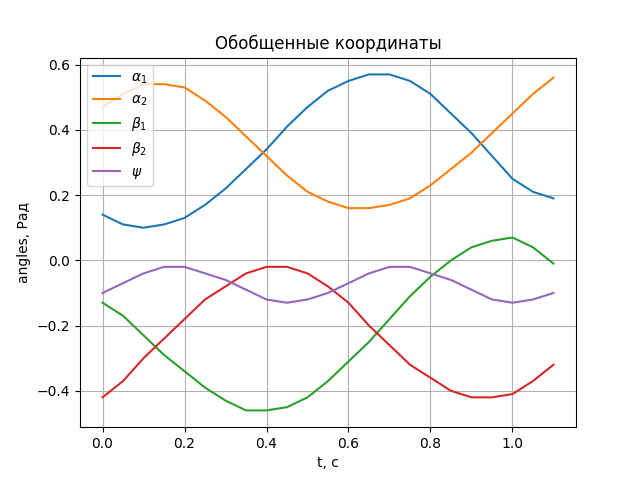 Обобщенные координаты
α₁
α₂
β₁
β₂
ψ
0.6
0.4
0.2
0.0
−0.2
−0.4
angles, Рад
0.0 0.2 0.4 0.6 0.8 1.0
t, с